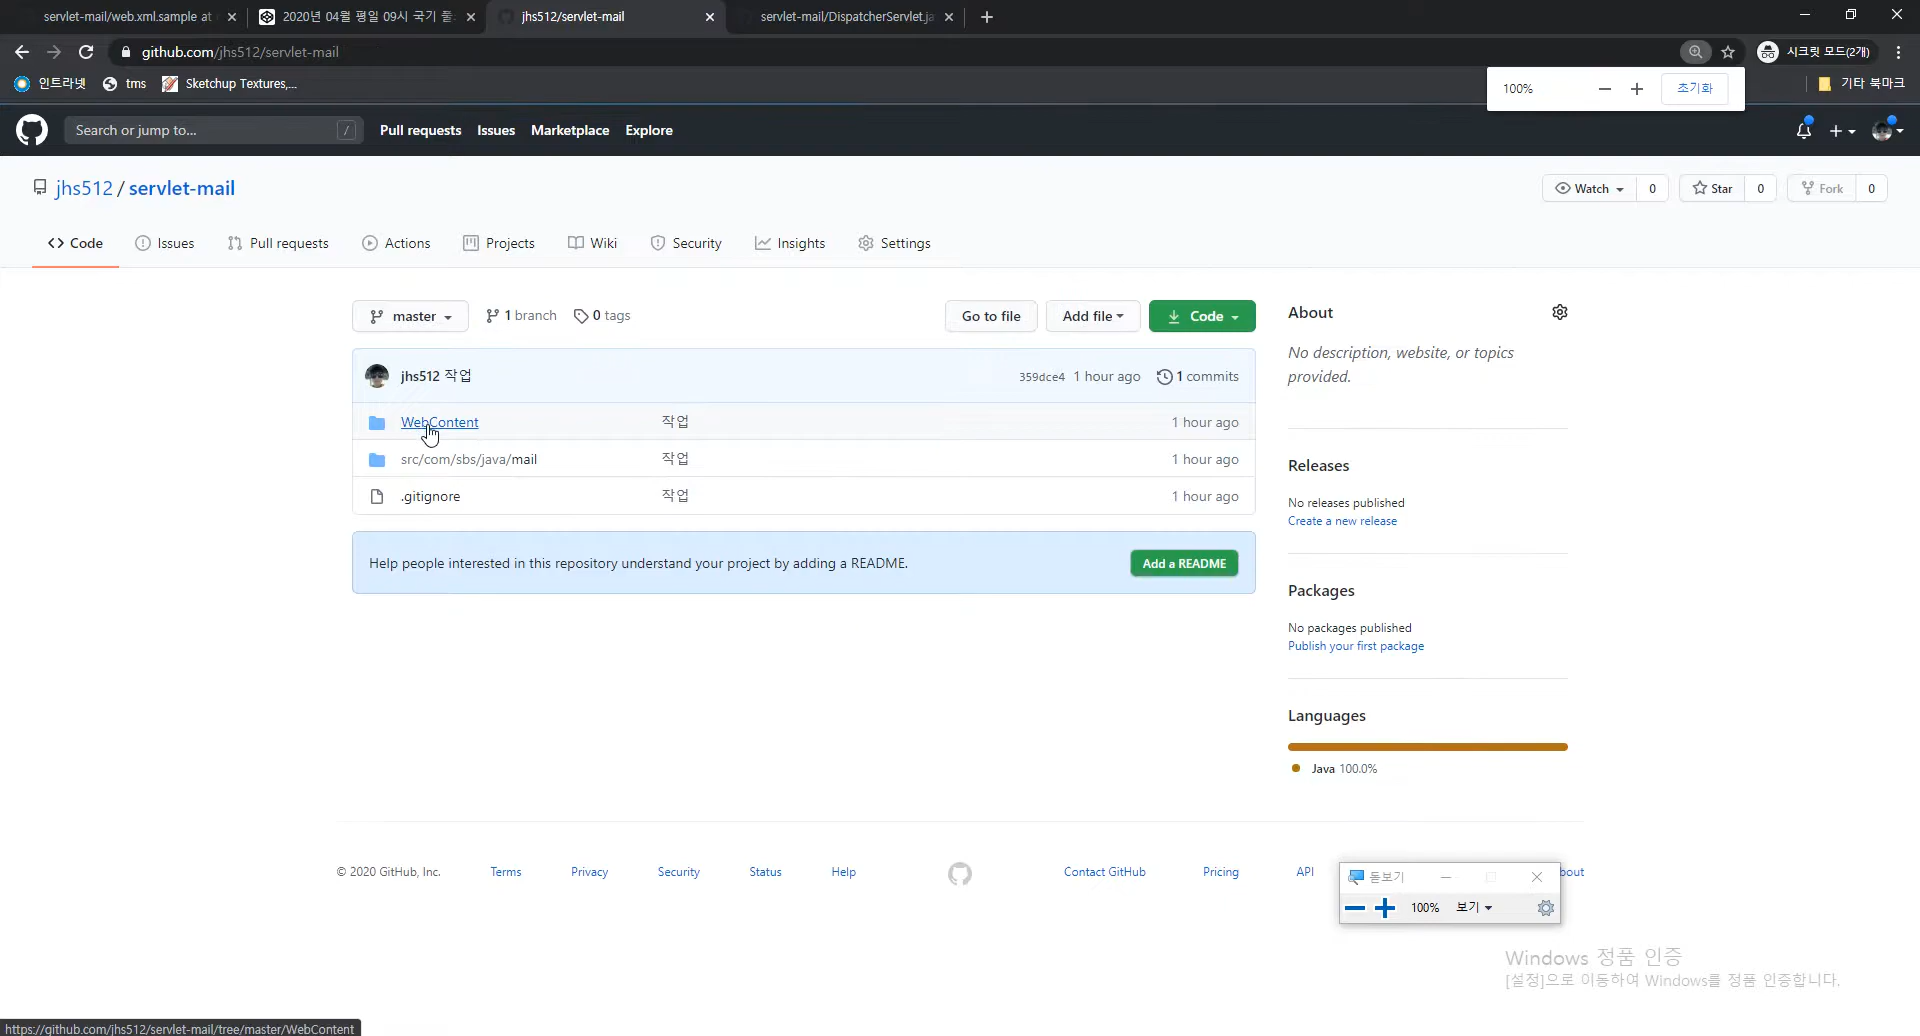 servlet-mail/web.xml.sample at
2020년 04월 평일 09시 국기 훌
jhs512/servlet-mail
servlet-mail/DispatcherServlet.ja
github.com/jhs512/servlet-mail
시크릿 모드(2개)
인트라넷
tms
Sketchup Textures,...
기타 북마크
100%
초기화
Search or jump to...
/
Pull requests
Issues
Marketplace
Explore
jhs512 / servlet-mail
Watch
0
Star
0
Fork
0
Code
Issues
Pull requests
Actions
Projects
Wiki
Security
Insights
Settings
master
1 branch
0 tags
Go to file
Add file
Code
jhs512 작업
359dce4 1 hour ago
1 commits
WebContent
작업
1 hour ago
src/com/sbs/java/mail
작업
1 hour ago
.gitignore
작업
1 hour ago
Help people interested in this repository understand your project by adding a README.
Add a README
About
No description, website, or topics
provided.
Releases
No releases published
Create a new release
Packages
No packages published
Publish your first package
Languages
Java 100.0%
© 2020 GitHub, Inc.
Terms
Privacy
Security
Status
Help
Contact GitHub
Pricing
API
bout
돋보기
100%
보기
Windows 정품 인증
[설정]으로 이동하여 Windows를 정품 인증합니다.
https://github.com/jhs512/servlet-mail/tree/master/WebContent